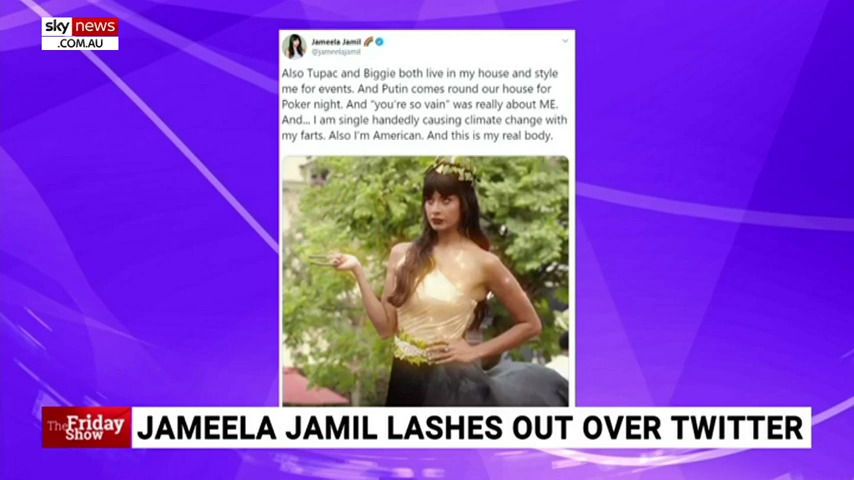 sky news
.COM.AU
Jameela Jamil
@jameelajamil
Also Tupac and Biggie both live in my house and style
me for events. And Putin comes round our house for
Poker night. And "you're so vain" was really about ME.
And... I am single handedly causing climate change with
my farts. Also I'm American. And this is my real body.
The Friday
Show
JAMEELA JAMIL LASHES OUT OVER TWITTER